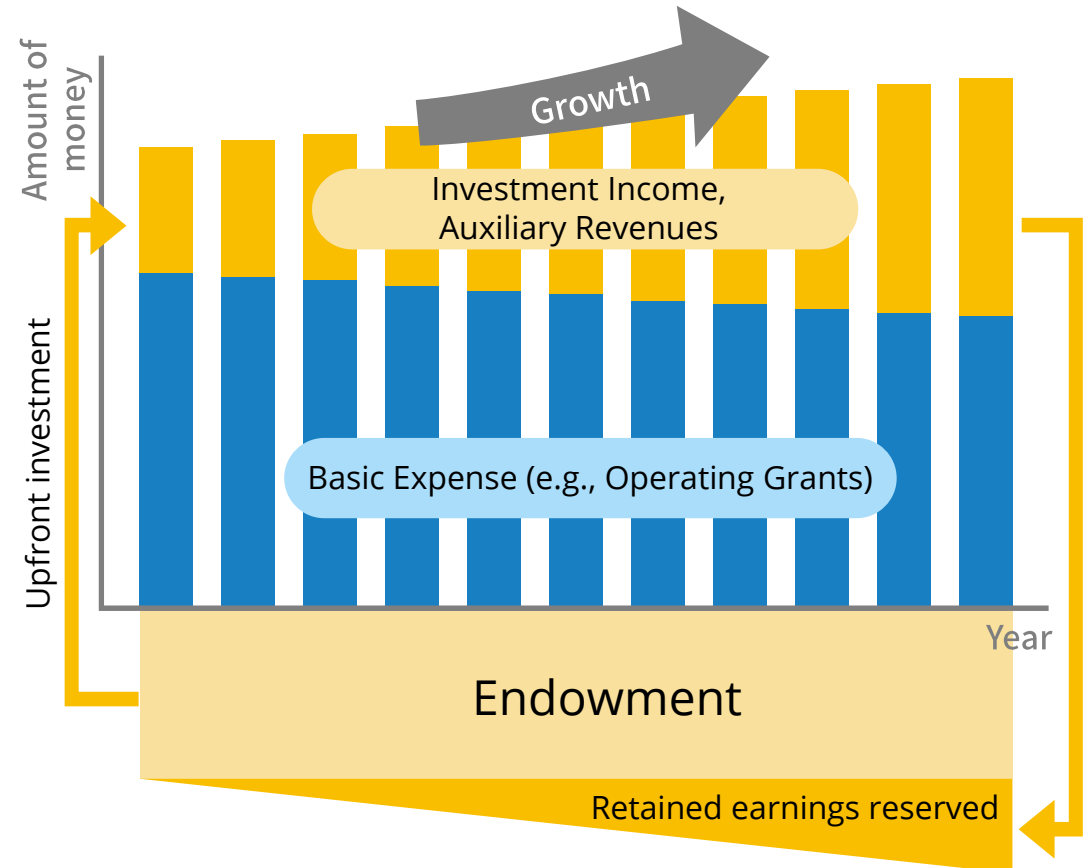 Amount of
money
Growth
Investment Income,
Auxiliary Revenues
Upfront investment
Basic Expense (e.g., Operating Grants)
Year
Endowment
Retained earnings reserved